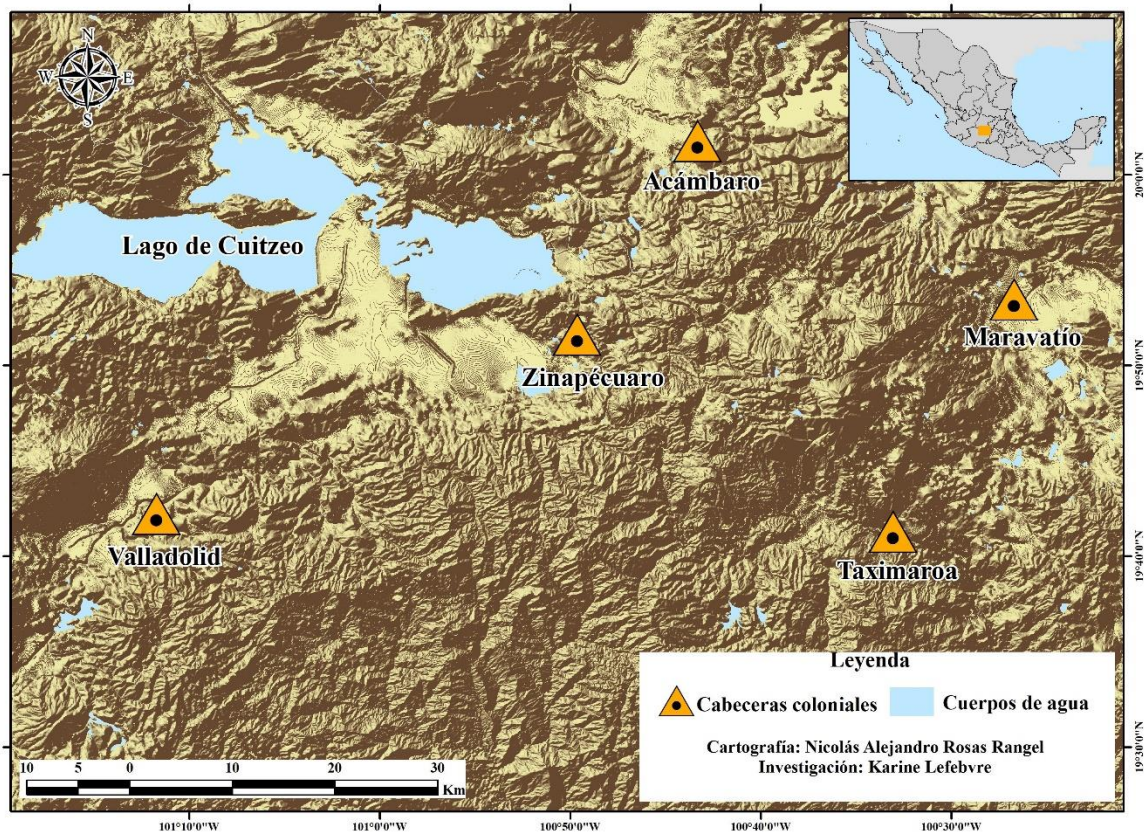 N
W
E
S
Acámbaro
Lago de Cuitzeo
Maravatío
Zinapécuaro
Valladolid
Taximaroa
Leyenda
Cabeceras coloniales
Cuerpos de agua
Cartografía: Nicolás Alejandro Rosas Rangel
Investigación: Karine Lefebvre
10 5 0 10 20 30
Km
20°0'0"N
19°50'0"N
19°40'0"N
19°30'0"N
101°10'0"W 101°0'0"W 100°50'0"W 100°40'0"W 100°30'0"W